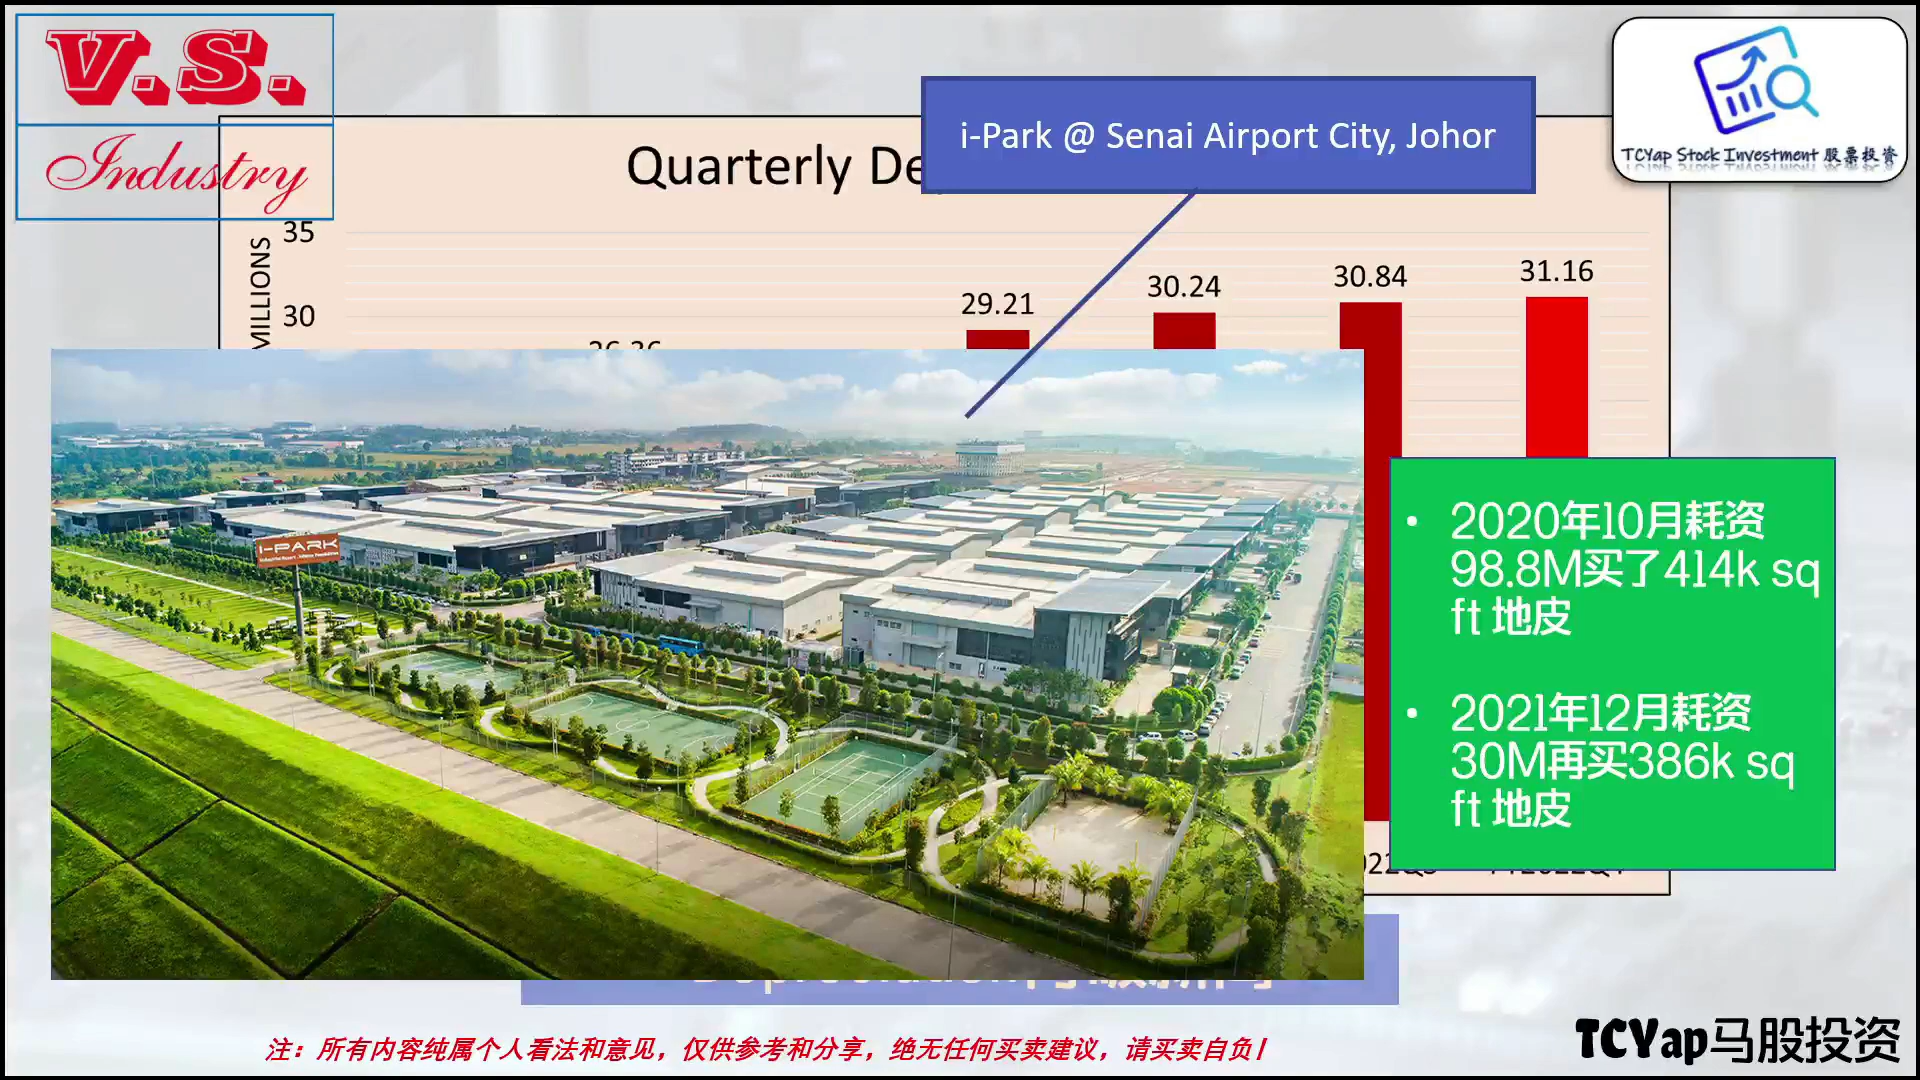 V.S.
Industry
i-Park @ Senai Airport City, Johor
TCYap Stock Investment 股票投资
Quarterly
MILLIONS
35
30
29.21
30.24
30.84
31.16
26.36
i-PARK
• 2020年10月耗资
98.8M买了414k sq
ft 地皮
• 2021年12月耗资
30M再买386k sq
ft 地皮
注：所有内容纯属个人看法和意见，仅供参考和分享，绝无任何买卖建议，请买卖自负！
TCYap马股投资